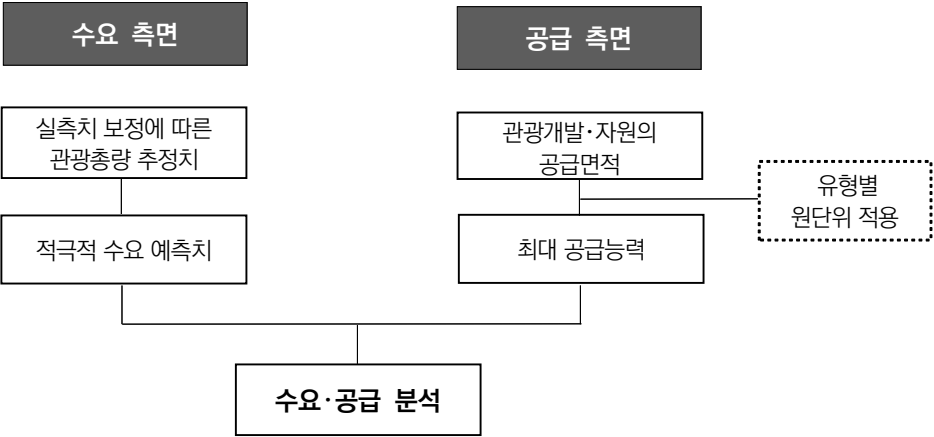 수요 측면
공급 측면
실측치 보정에 따른
관광총량 추정치
관광개발·자원의
공급면적
유형별
원단위 적용
적극적 수요 예측치
최대 공급능력
수요·공급 분석